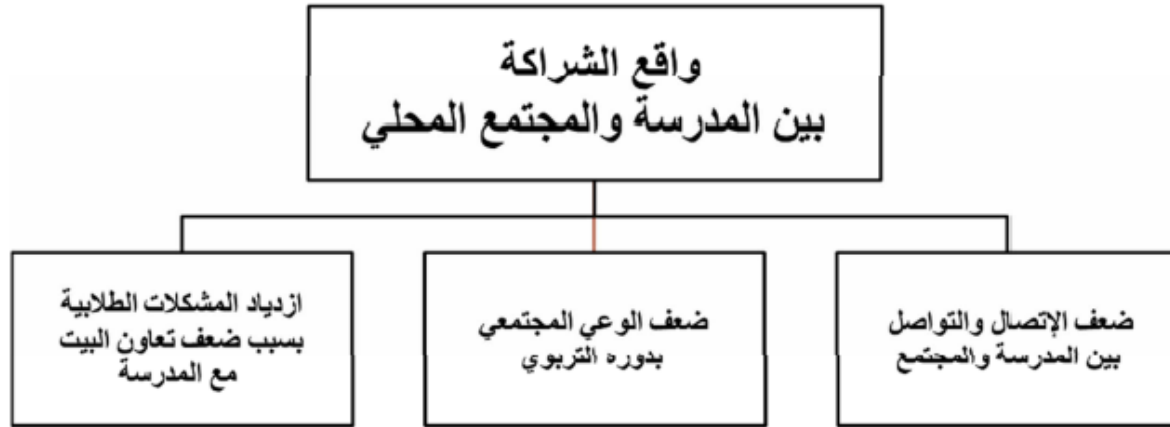 واقع الشراكة
بين المدرسة والمجتمع المحلي
ضعف الإتصال والتواصل
بين المدرسة والمجتمع
ضعف الوعي المجتمعي
بدوره التربوي
ازدياد المشكلات الطلابية
بسبب ضعف تعاون البيت
مع المدرسة